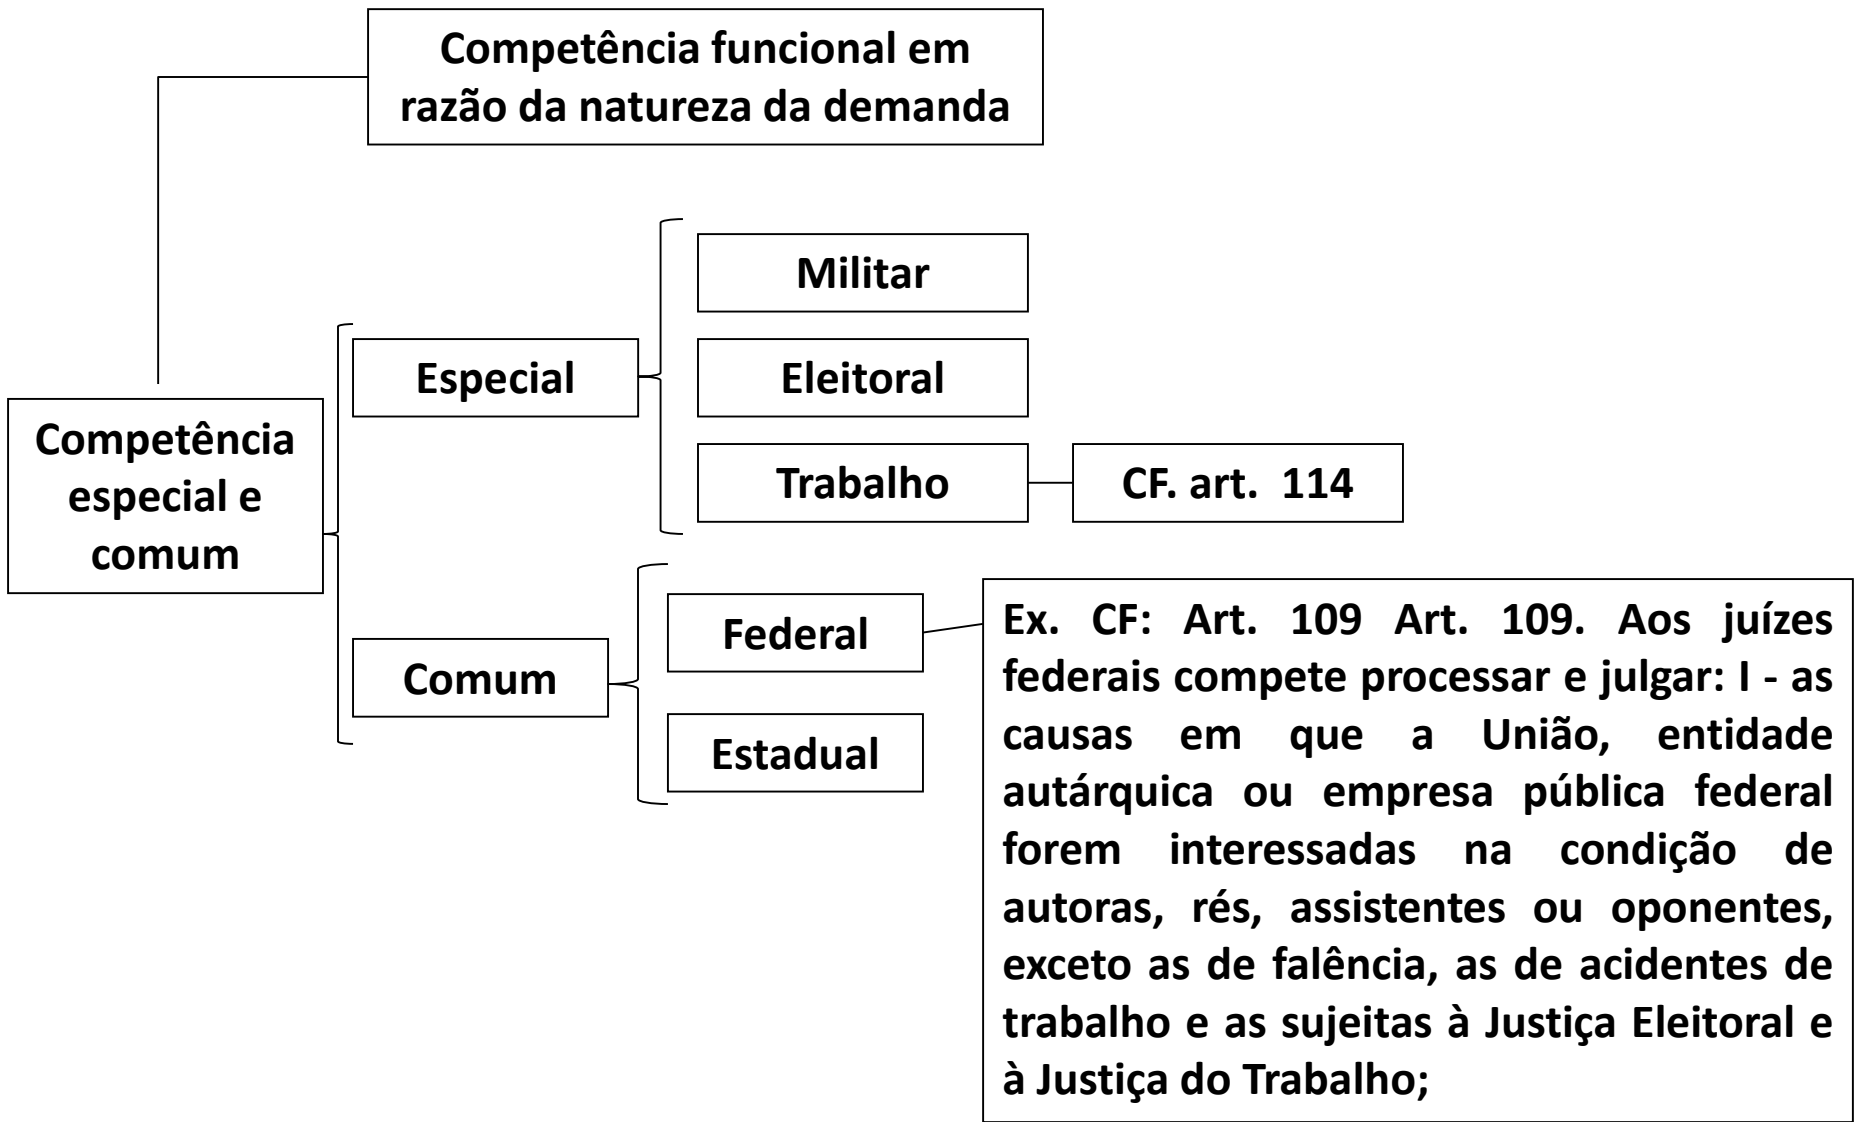 Competência funcional em
razão da natureza da demanda
Militar
Especial
Eleitoral
Competência
especial e
comum
Trabalho
CF. art. 114
Comum
Federal
Estadual
Ex. CF: Art. 109 Art. 109. Aos juízes
federais compete processar e julgar: I - as
causas em que a União, entidade
autárquica ou empresa pública federal
forem interessadas na condição de
autoras, rés, assistentes ou oponentes,
exceto as de falência, as de acidentes de
trabalho e as sujeitas à Justiça Eleitoral e
à Justiça do Trabalho;